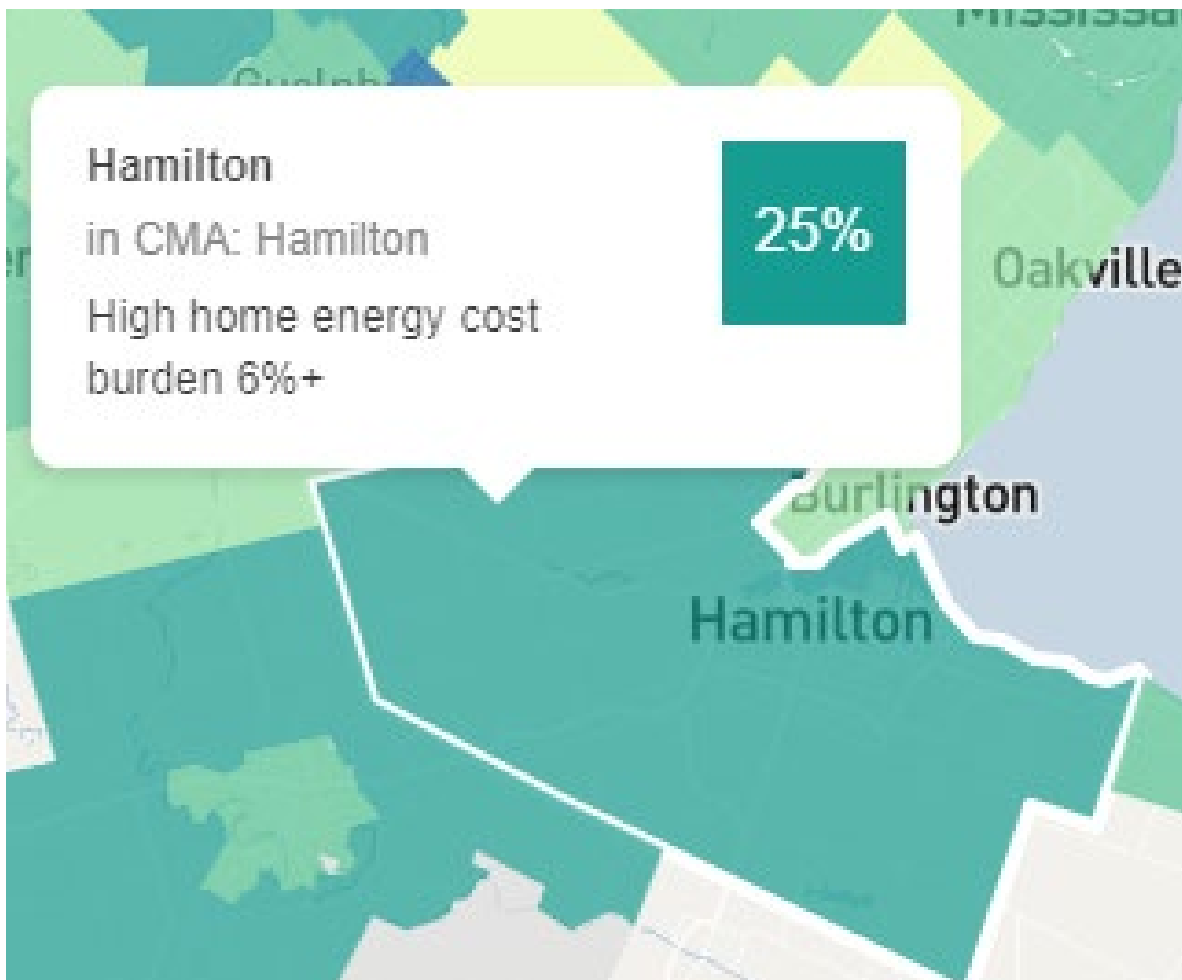 Hamilton
in CMA: Hamilton
High home energy cost
burden 6%+
25%
Oakville
Burlington
Hamilton